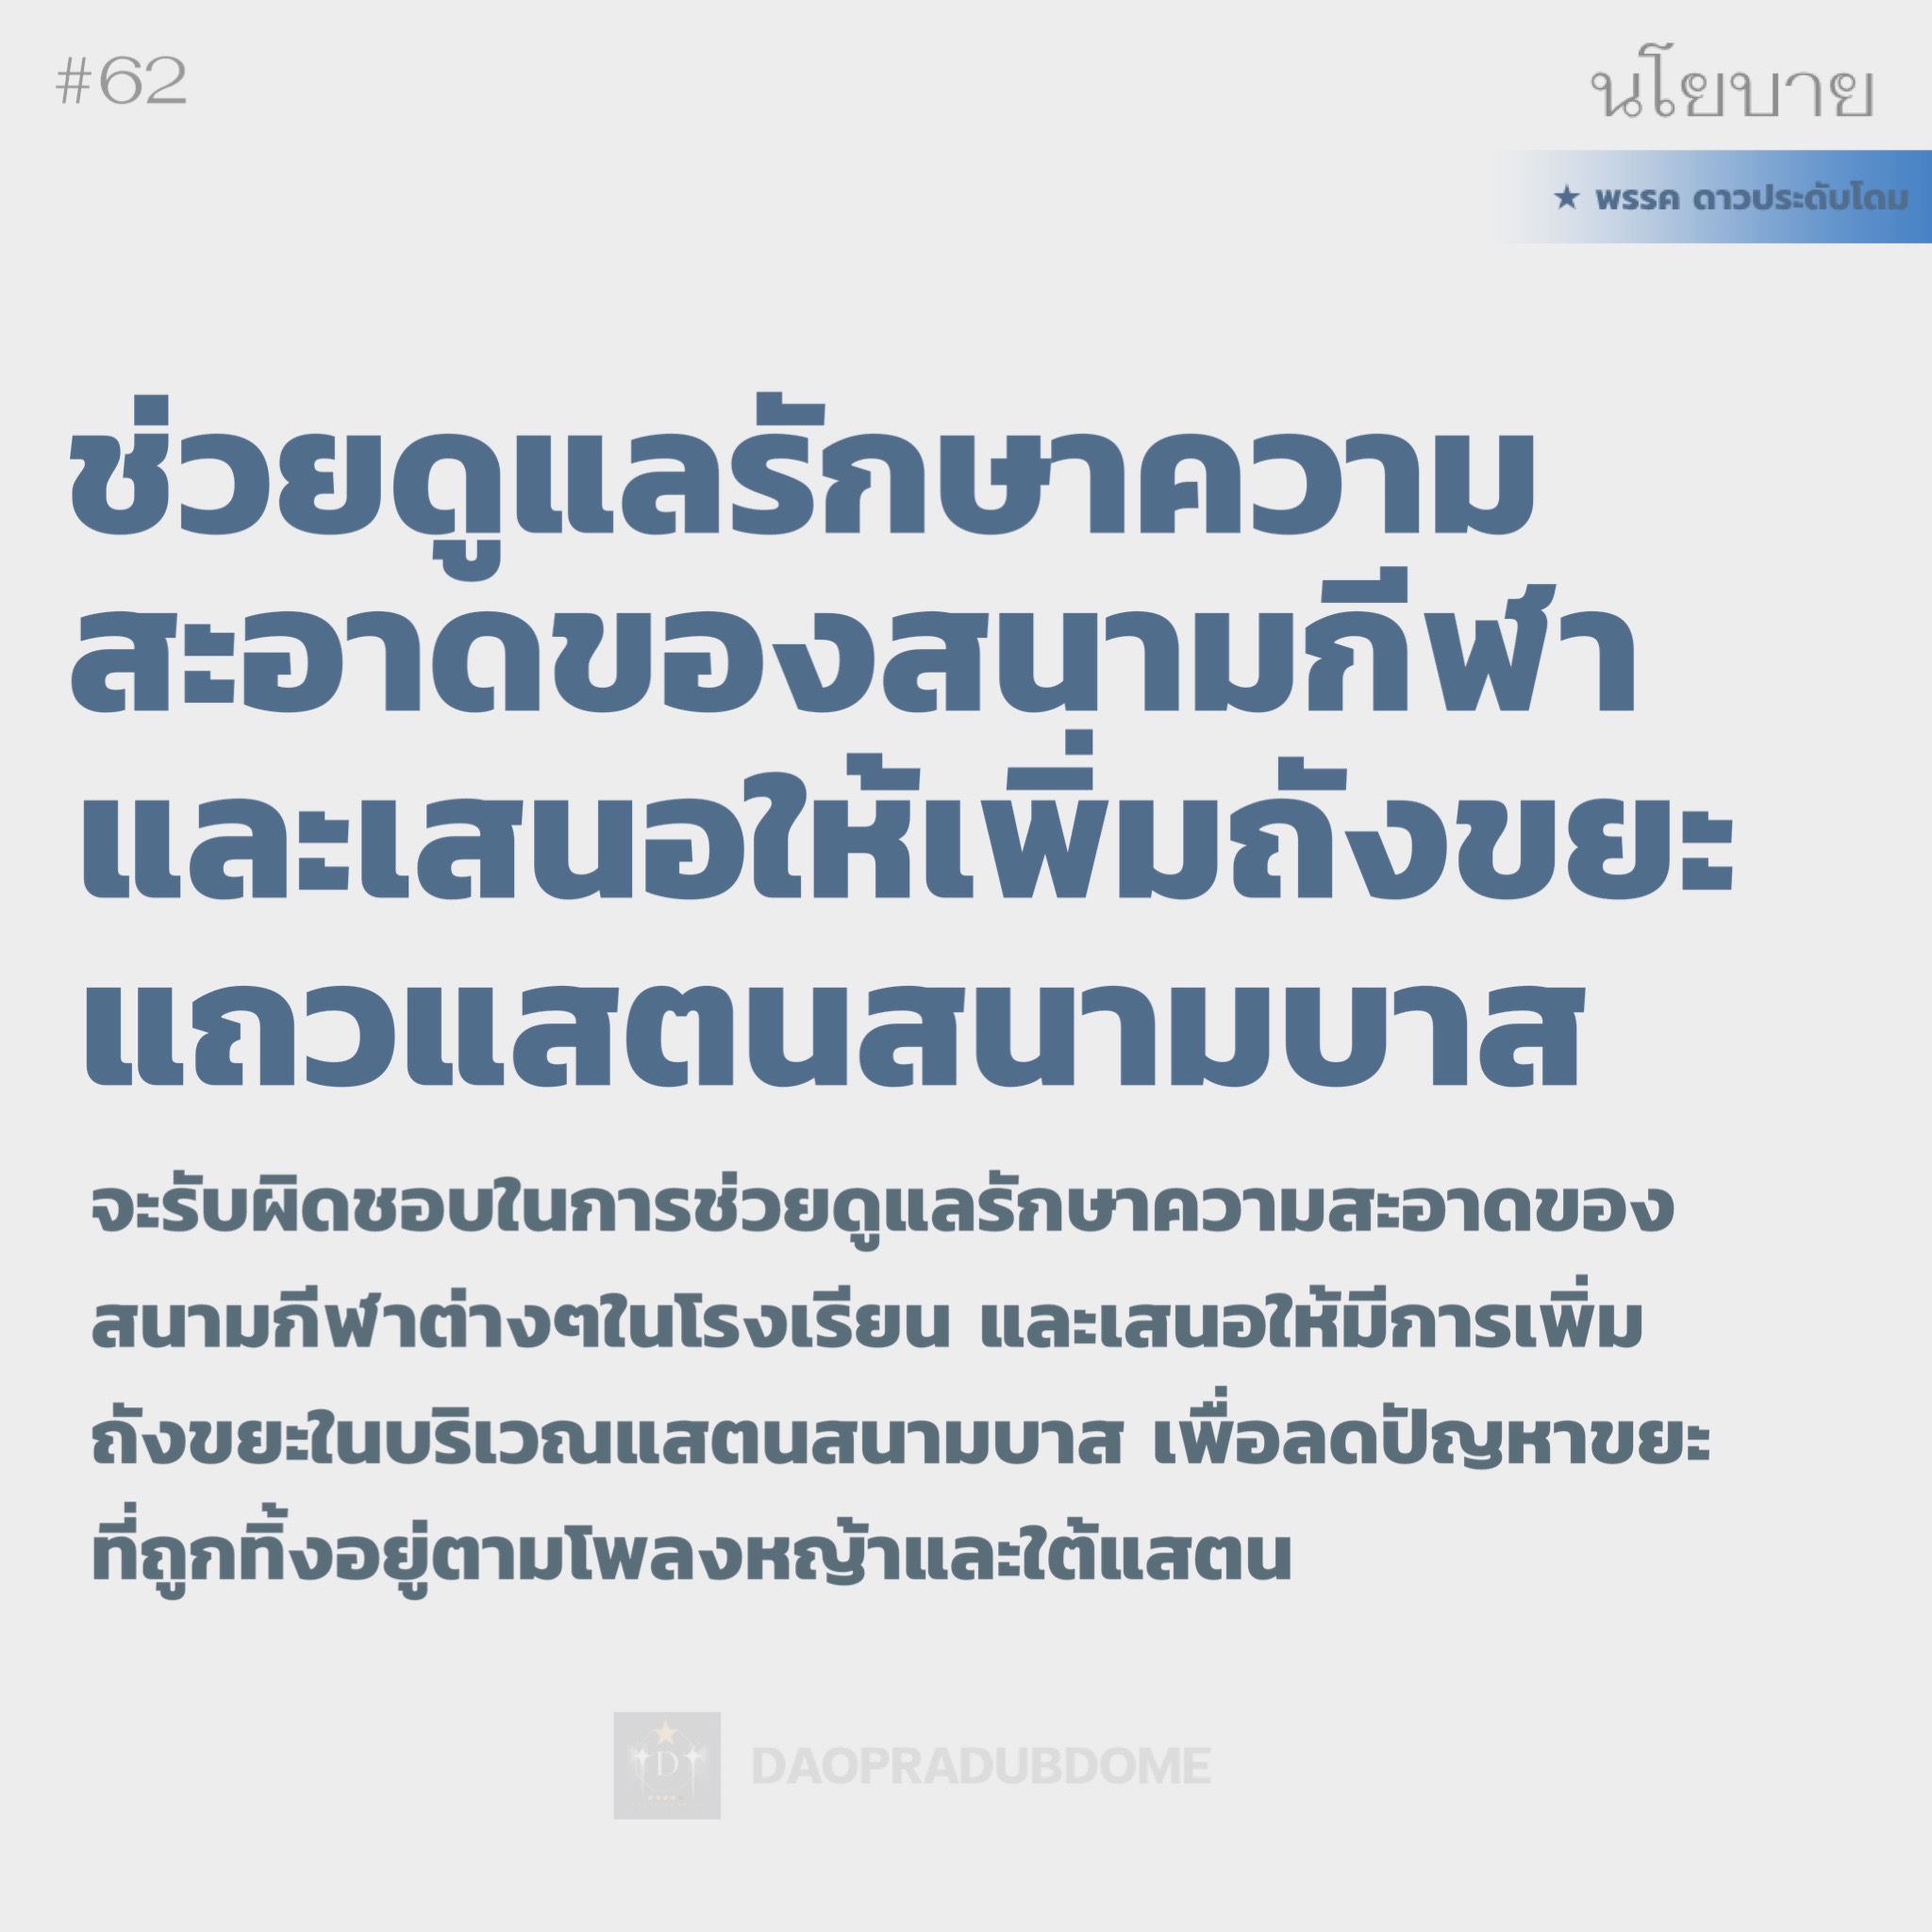 #62
นโยบาย
★ พรรค ดาวประดับโดม
ช่วยดูแลรักษาความ
สะอาดของสนามกีฬา
และเสนอให้เพิ่มถังขยะ
แถวแสตนสนามบาส
จะรับผิดชอบในการช่วยดูแลรักษาความสะอาดของ
สนามกีฬาต่างๆในโรงเรียน และเสนอให้มีการเพิ่ม
ถังขยะในบริเวณแสตนสนามบาส เพื่อลดปัญหาขยะ
ที่ถูกทิ้งอยู่ตามโพลงหญ้าและใต้แสตน
D
DAOPRADUBDOME